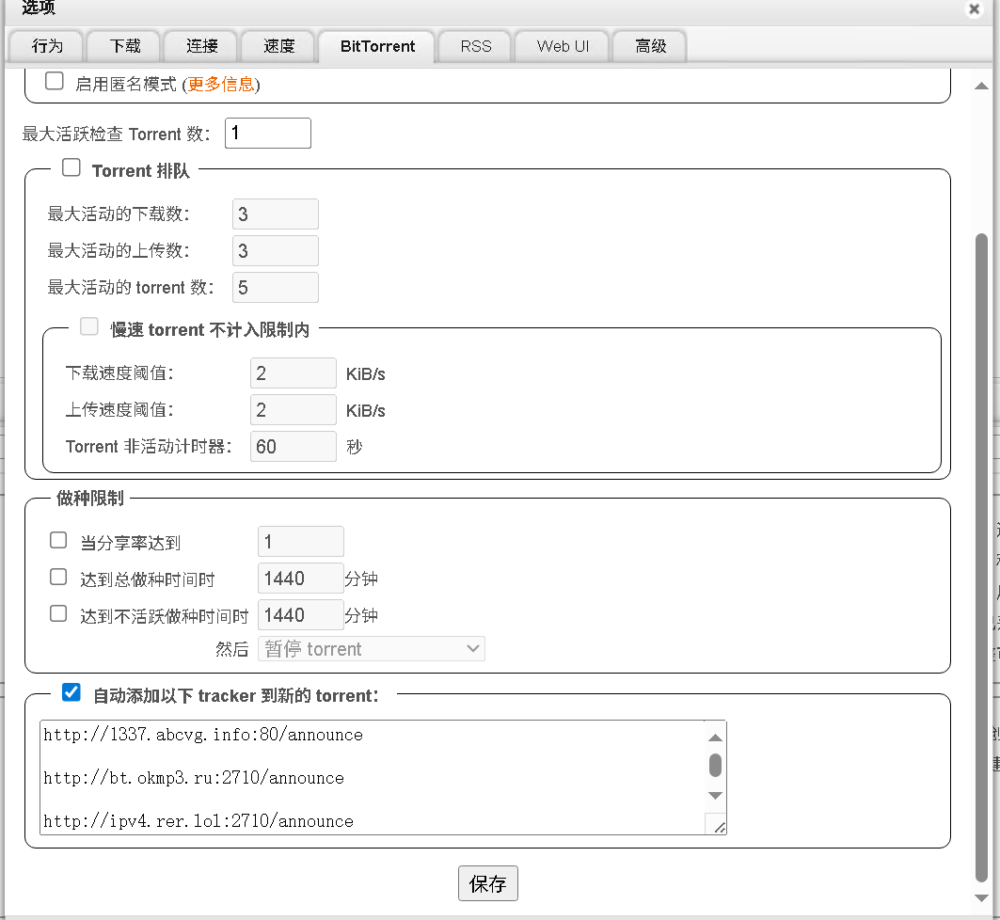 选项
行为 下载 连接 速度 BitTorrent RSS Web UI 高级
启用匿名模式 (更多信息)
最大活跃检查 Torrent 数： 1
Torrent 排队
最大活动的下载数： 3
最大活动的上传数： 3
最大活动的 torrent 数： 5
慢速 torrent 不计入限制内
下载速度阈值： 2 KiB/s
上传速度阈值： 2 KiB/s
Torrent 非活动计时器： 60 秒
做种限制
当分享率达到 1
达到总做种时间时 1440 分钟
达到不活跃做种时间时 1440 分钟
然后 暂停 torrent
自动添加以下 tracker 到新的 torrent：
http://1337.abcvg.info:80/announce
http://bt.okmp3.ru:2710/announce
http://ipv4.rer.lol:2710/announce
保存